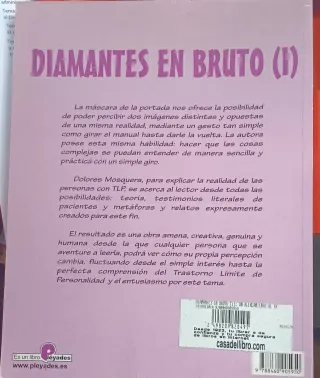 DIAMANTES EN BRUTO (I)
La máscara de la portada nos ofrece la posibilidad
de poder percibir dos imágenes distintas y opuestas
de una misma realidad, mediante un gesto tan simple
como girar el manual hasta darle la vuelta. La autora
posee esta misma habilidad: hacer que las cosas
complejas se puedan entender de manera sencilla y
práctica con un simple giro.
Dolores Mosquera, para explicar la realidad de las
personas con TLP, se acerca al lector desde todas las
posibilidades: teoría, testimonios literales de
pacientes y metáforas y relatos expresamente
creados para este fin.
El resultado es una obra amena, creativa, genuina y
humana desde la que cualquier persona que se
aventure a leerla, podrá ver cómo su propia percepción
cambia, fluctuando desde el simple interés hasta la
perfecta comprensión del Trastorno Límite de
Personalidad y el entusiasmo por este tema.
Es un libro Pléyades
www.pleyades.es
casadellibro.com